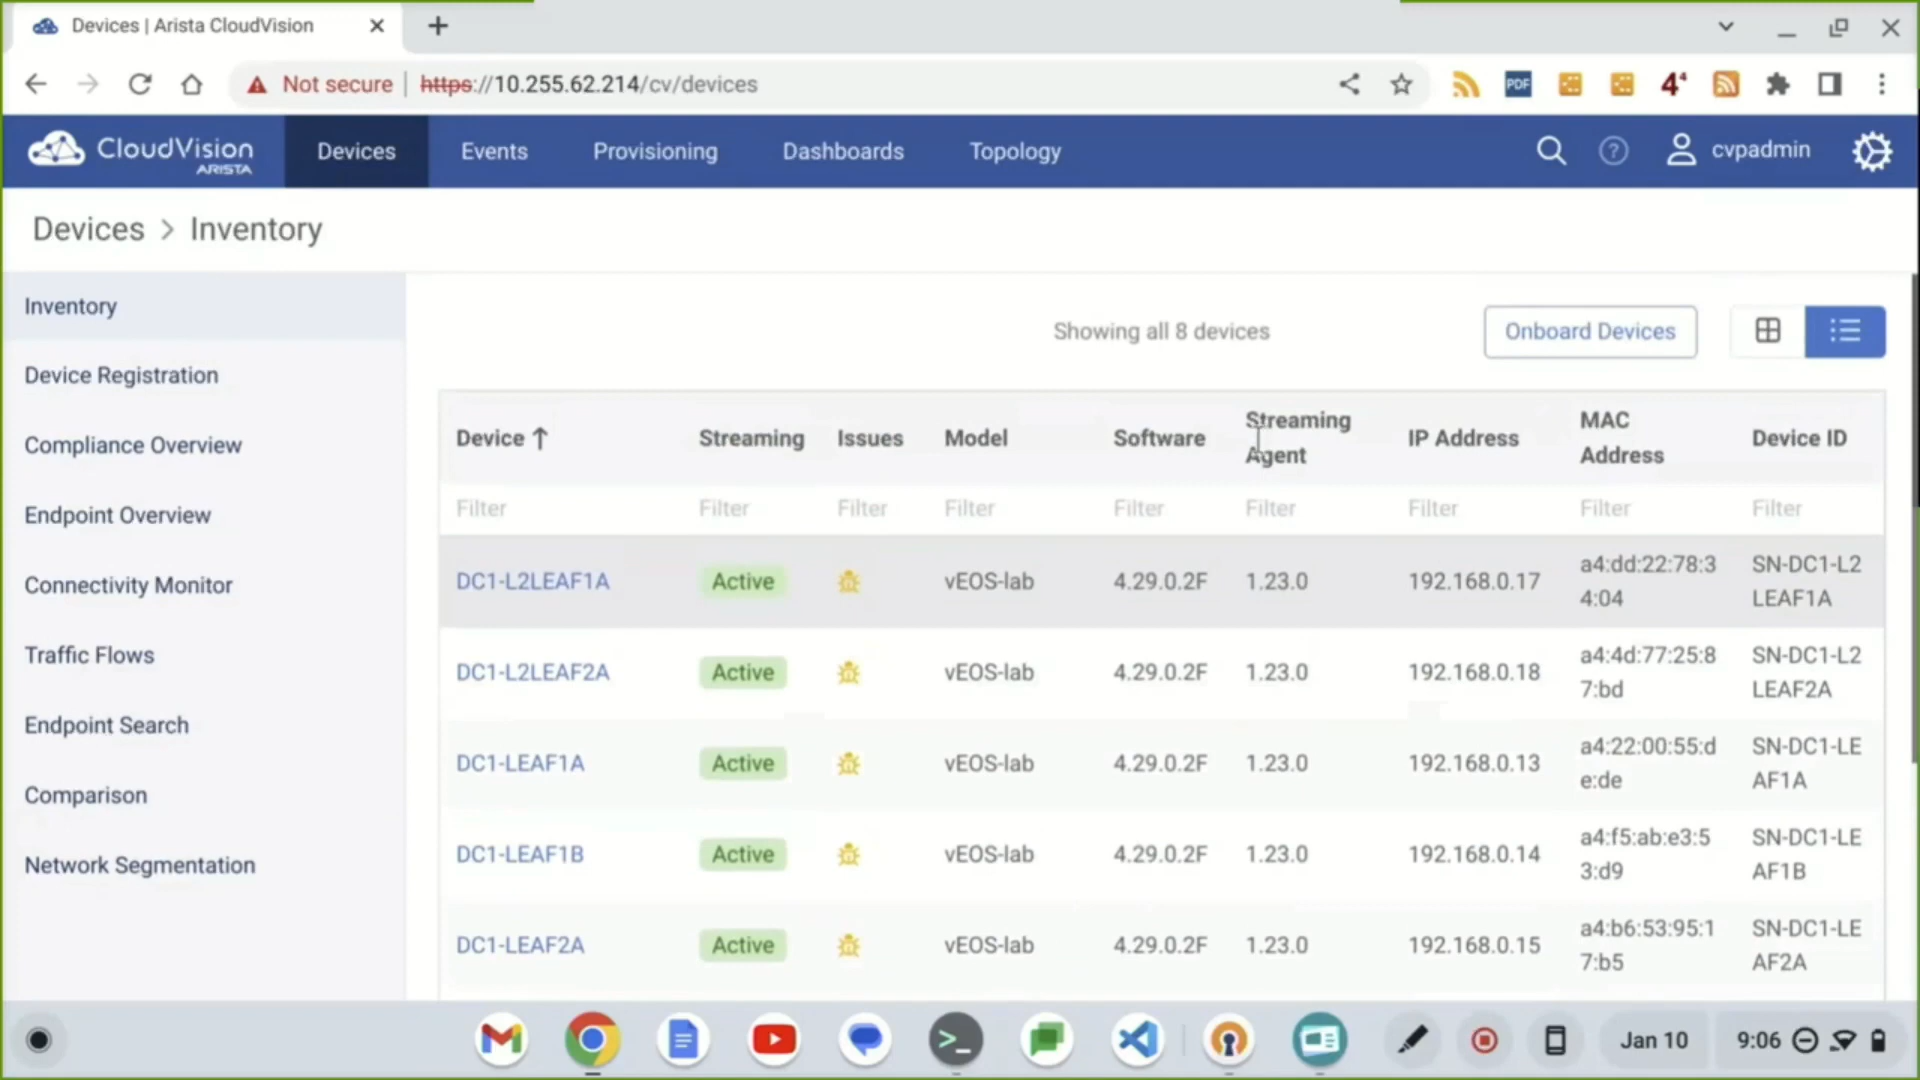 Devices | Arista CloudVision
Not secure
https://10.255.62.214/cv/devices
PDF
4⁴
CloudVision
ARISTA
Devices
Events
Provisioning
Dashboards
Topology
?
cvpadmin
Devices > Inventory
Inventory
Device Registration
Compliance Overview
Endpoint Overview
Connectivity Monitor
Traffic Flows
Endpoint Search
Comparison
Network Segmentation
Showing all 8 devices
Onboard Devices
Device ↑ Streaming Issues Model Software Streaming Agent IP Address MAC Address Device ID
Filter Filter Filter Filter Filter Filter Filter Filter Filter
DC1-L2LEAF1A Active vEOS-lab 4.29.0.2F 1.23.0 192.168.0.17 a4:dd:22:78:3 SN-DC1-L2
4:04 LEAF1A
DC1-L2LEAF2A Active vEOS-lab 4.29.0.2F 1.23.0 192.168.0.18 a4:4d:77:25:8 SN-DC1-L2
7:bd LEAF2A
DC1-LEAF1A Active vEOS-lab 4.29.0.2F 1.23.0 192.168.0.13 a4:22:00:55:d SN-DC1-LE
e:de AF1A
DC1-LEAF1B Active vEOS-lab 4.29.0.2F 1.23.0 192.168.0.14 a4:f5:ab:e3:5 SN-DC1-LE
3:d9 AF1B
DC1-LEAF2A Active vEOS-lab 4.29.0.2F 1.23.0 192.168.0.15 a4:b6:53:95:1 SN-DC1-LE
7:b5 AF2A
Jan 10
9:06